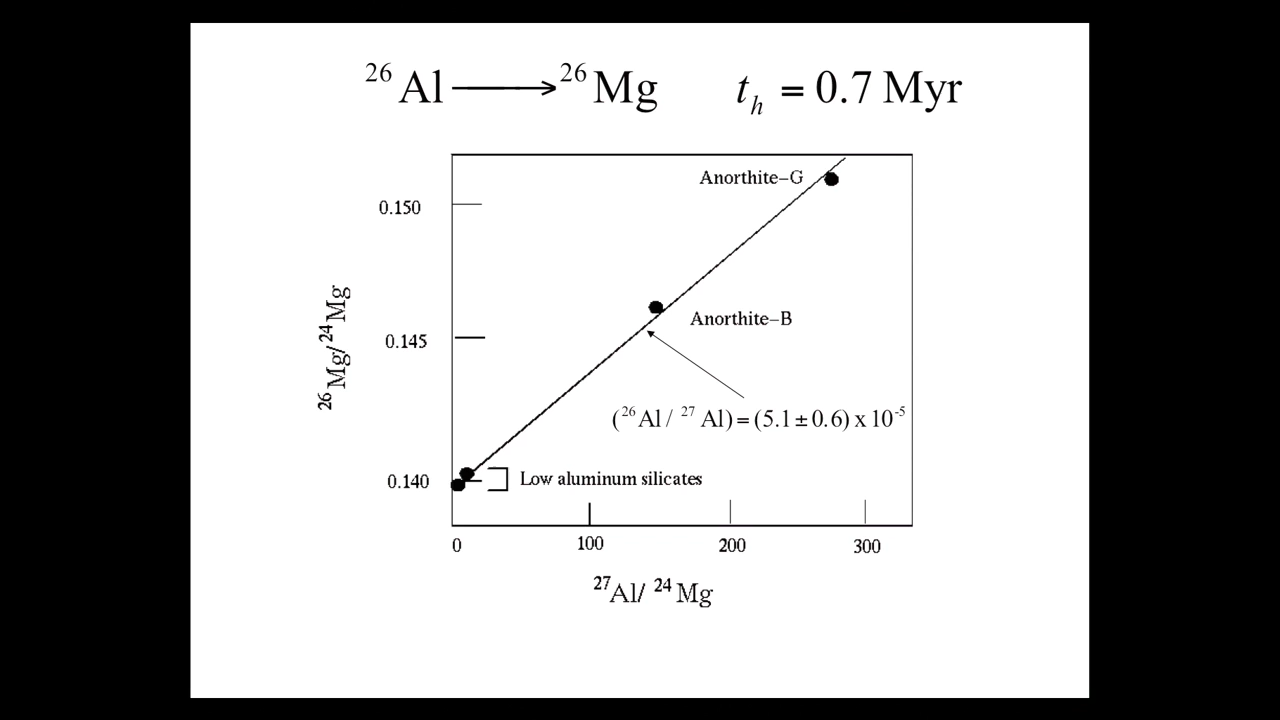 ²⁶Al ⟶ ²⁶Mg t_h = 0.7 Myr
Anorthite–G
0.150
²⁶Mg/²⁴Mg
Anorthite–B
0.145
(²⁶Al / ²⁷Al) = (5.1 ± 0.6) x 10⁻⁵
0.140
Low aluminum silicates
0 100 200 300
²⁷Al/ ²⁴Mg